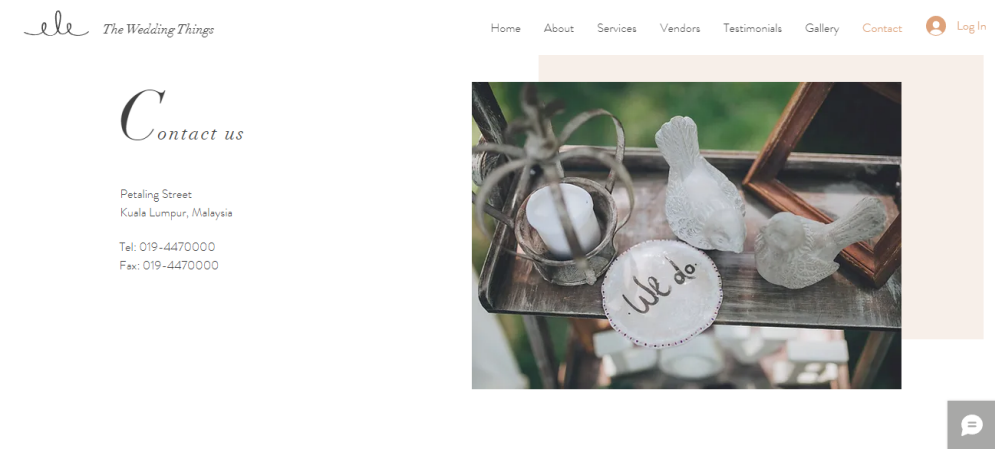 ele The Wedding Things
Home About Services Vendors Testimonials Gallery Contact Log In
Contact us
Petaling Street
Kuala Lumpur, Malaysia
Tel: 019-4470000
Fax: 019-4470000
We do.